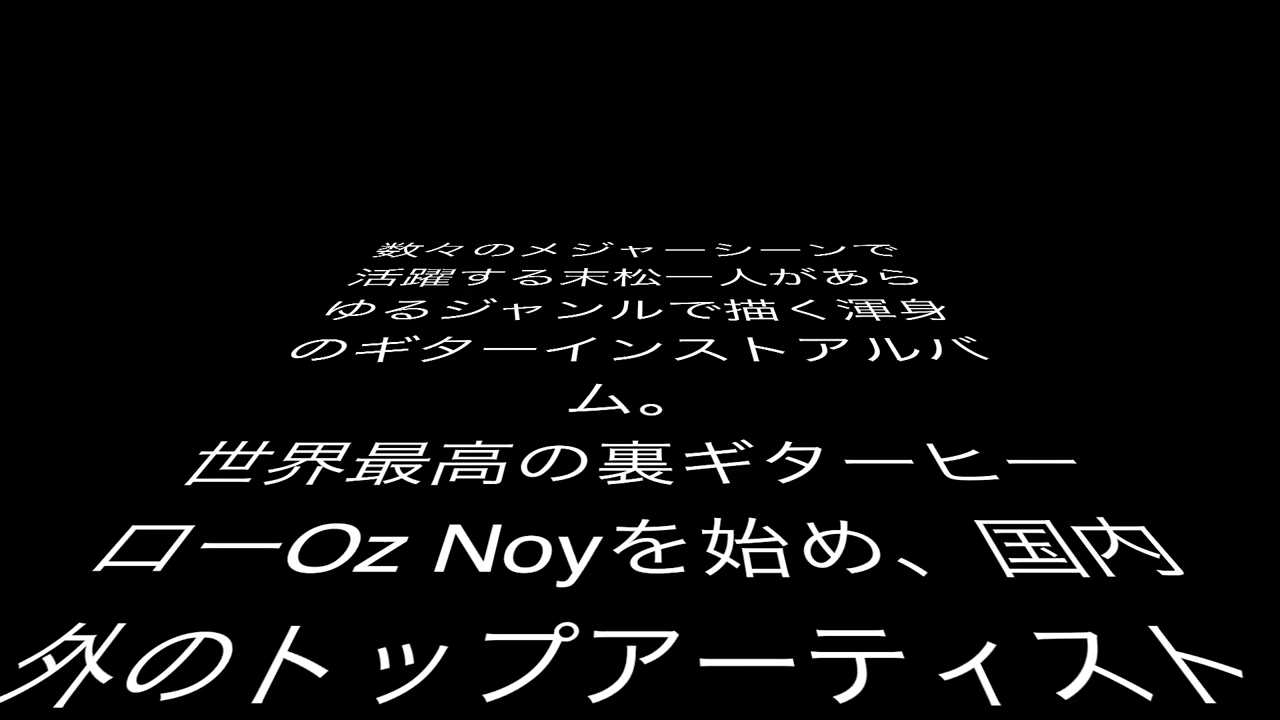 数々のメジャーシーンで
活躍する末松一人があら
ゆるジャンルで描く渾身
のギターインストアルバ
ム。
世界最高の裏ギターヒー
ローOz Noyを始め、国内
外のトップアーティスト